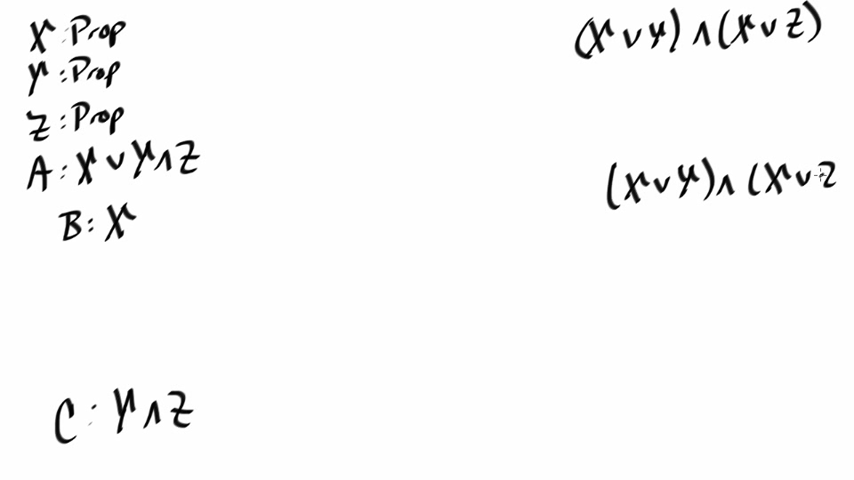 X : Prop
(X ∨ Y) ∧ (X ∨ Z)
Y : Prop
Z : Prop
A : X ∨ Y ∧ Z
(X ∨ Y) ∧ (X ∨ Z
B : X
C : Y ∧ Z